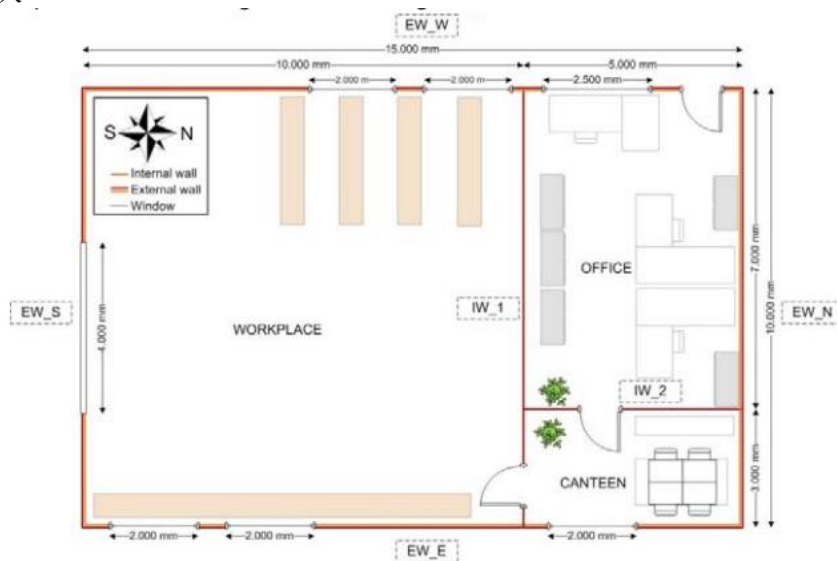 EW_W
15.000 mm
10.000 mm
5.000 mm
2.000 m
2.000 m
2.500 mm
S N
Internal wall
External wall
Window
OFFICE
7.000 mm
10.000 mm
EW_S
4.000 mm
WORKPLACE
IW_1
EW_N
IW_2
CANTEEN
3.000 mm
2.000 mm
2.000 mm
2.000 mm
EW_E